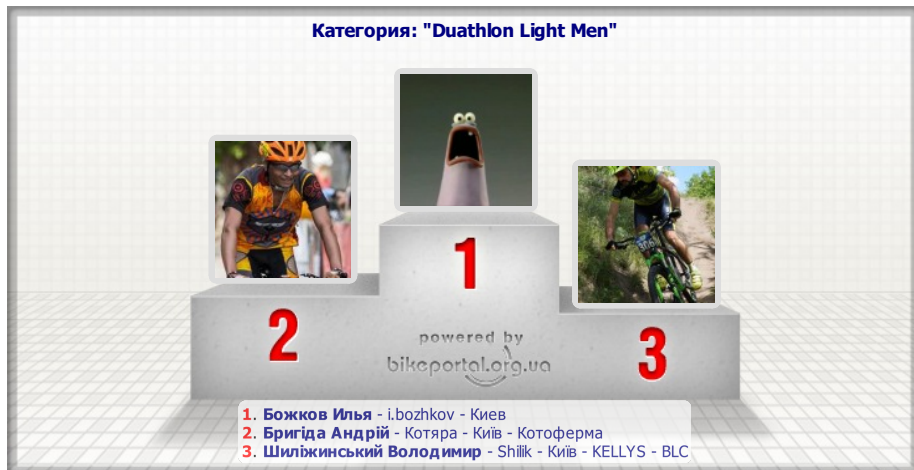 Категория: "Duathlon Light Men"
1
2
3
powered by
bikeportal.org.ua
1. Божков Илья - i.bozhkov - Киев
2. Бригіда Андрій - Котяра - Київ - Котоферма
3. Шиліжинський Володимир - Shilik - Київ - KELLYS - BLC